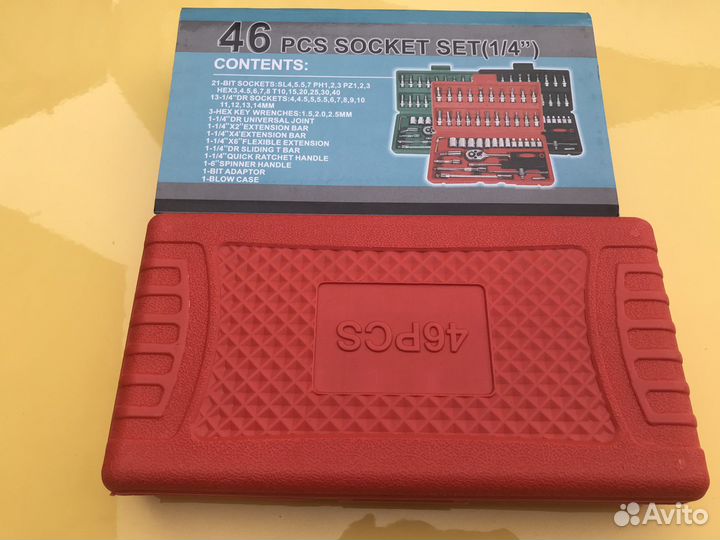 46 PCS SOCKET SET(1/4")
CONTENTS:
21-BIT SOCKETS:SL4,5.5,7 PH1,2,3 PZ1,2,3
HEX3,4,5,6,7,8 T10,15,20,25,30,40
13-1/4"DR SOCKETS:4,4.5,5,5.5,6,7,8,9,10
11,12,13,14MM
3-HEX KEY WRENCHES:1.5,2.0,2.5MM
1-1/4"DR UNIVERSAL JOINT
1-1/4"X2"EXTENSION BAR
1-1/4"X4"EXTENSION BAR
1-1/4"X6"FLEXIBLE EXTENSION
1-1/4"DR SLIDING T BAR
1-1/4"QUICK RATCHET HANDLE
1-6"SPINNER HANDLE
1-BIT ADAPTOR
1-BLOW CASE
46PCS
Avito